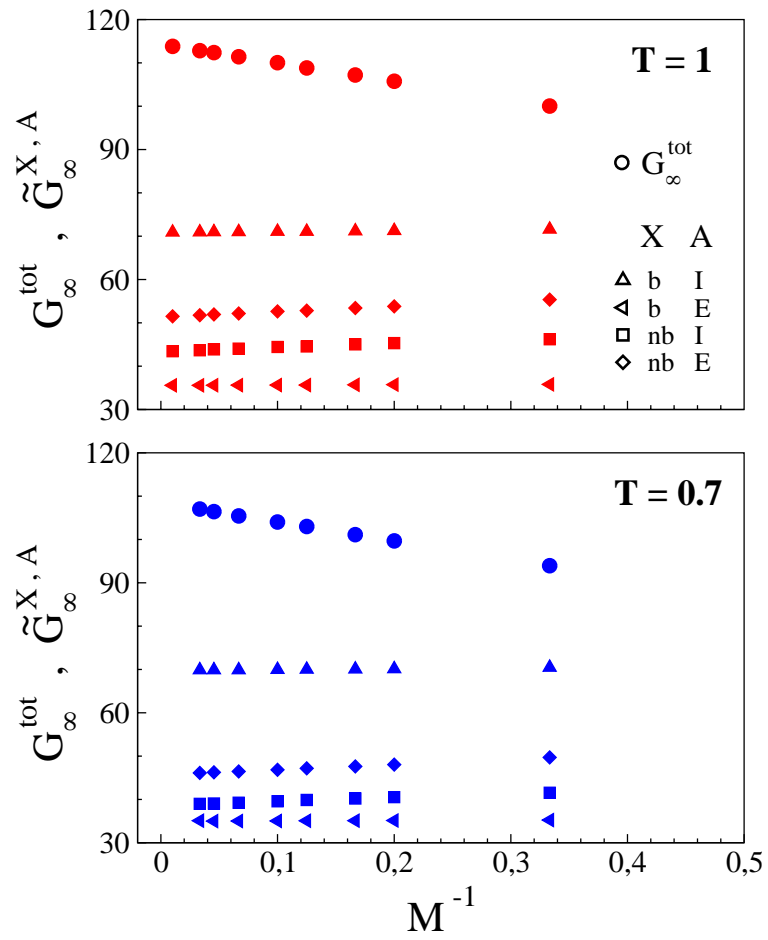 120
90
60
30
G∞^tot , G̃∞^X , A
T = 1
G∞^tot
X A
b I
b E
nb I
nb E
120
90
60
30
G∞^tot , G̃∞^X , A
T = 0.7
0 0,1 0,2 0,3 0,4 0,5
M^-1